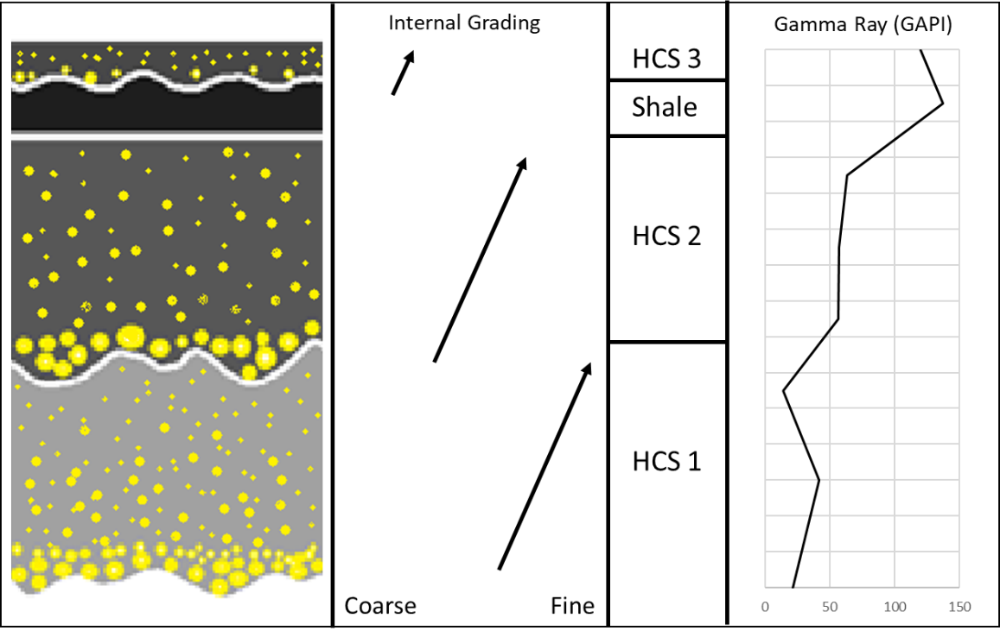 Internal Grading
Coarse
Fine
HCS 3
Shale
HCS 2
HCS 1
Gamma Ray (GAPI)
0
50
100
150